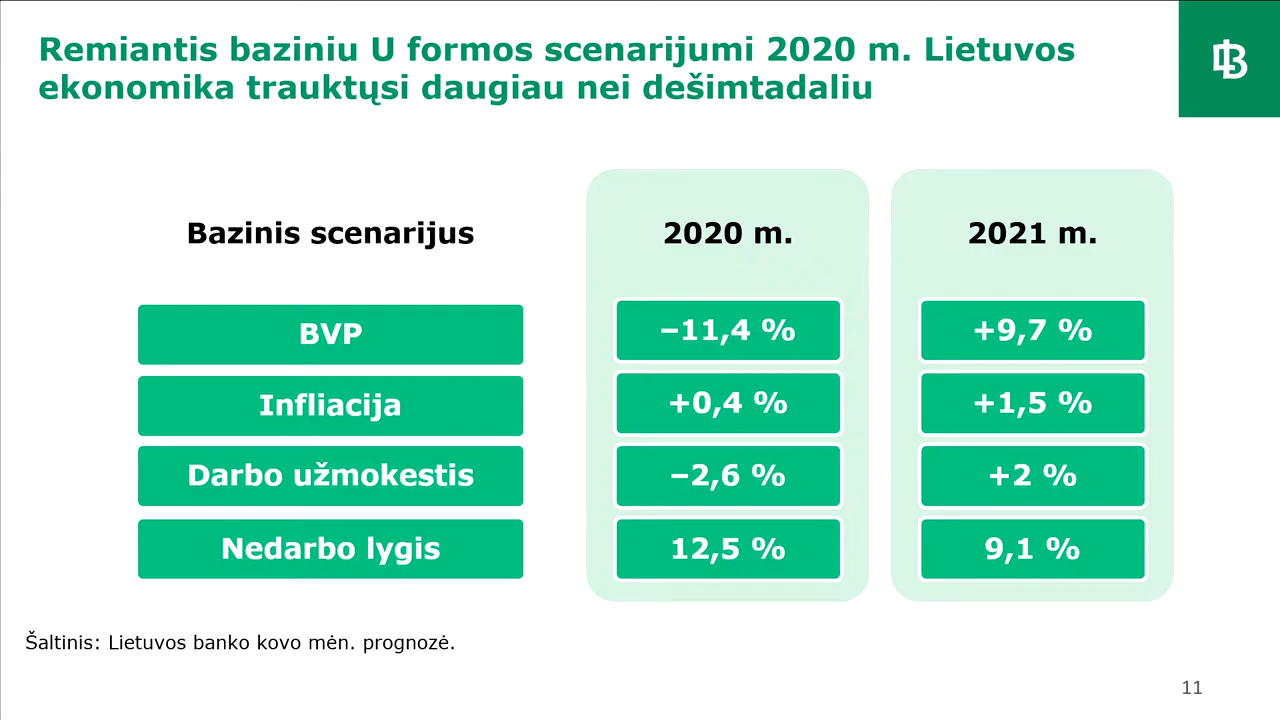 Remiantis baziniu U formos scenarijumi 2020 m. Lietuvos
ekonomika trauktųsi daugiau nei dešimtadaliu
Bazinis scenarijus 2020 m. 2021 m.
BVP –11,4 % +9,7 %
Infliacija +0,4 % +1,5 %
Darbo užmokestis –2,6 % +2 %
Nedarbo lygis 12,5 % 9,1 %
Šaltinis: Lietuvos banko kovo mėn. prognozė.
11